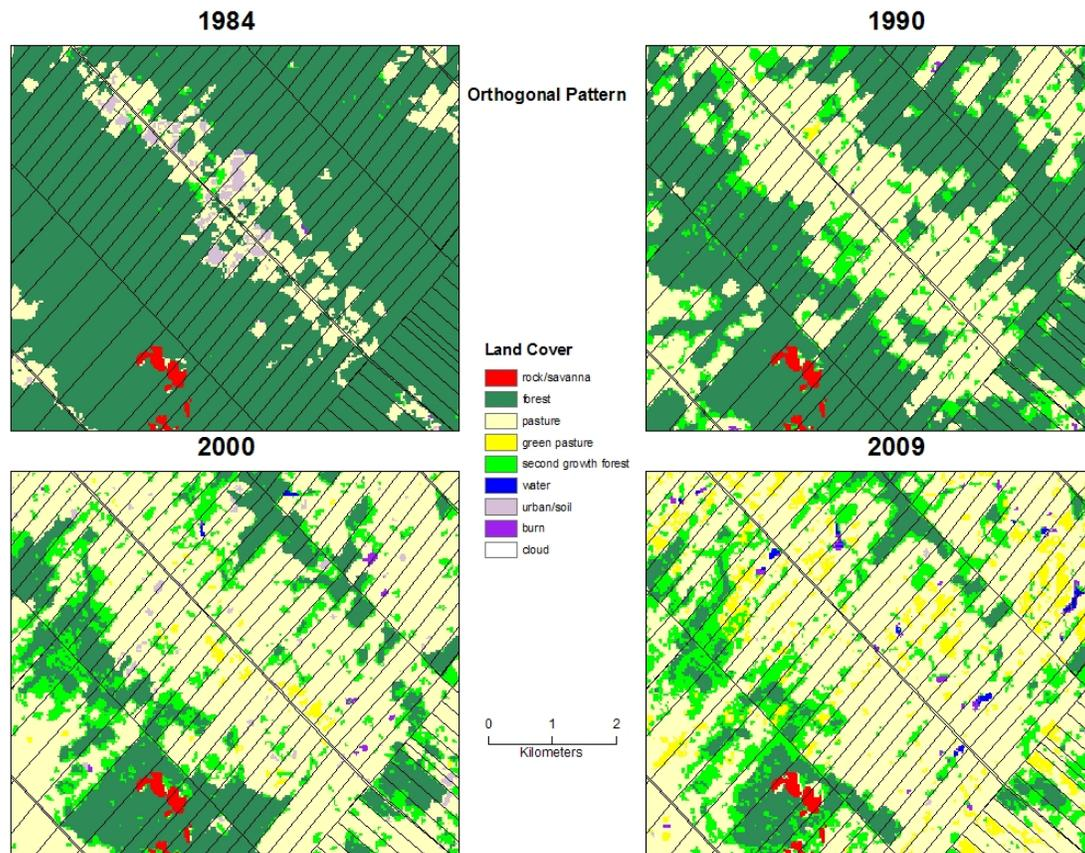 1984
1990
Orthogonal Pattern
Land Cover
rock/savanna
forest
pasture
green pasture
second growth forest
water
urban/soil
burn
cloud
2000
2009
0 1 2
Kilometers